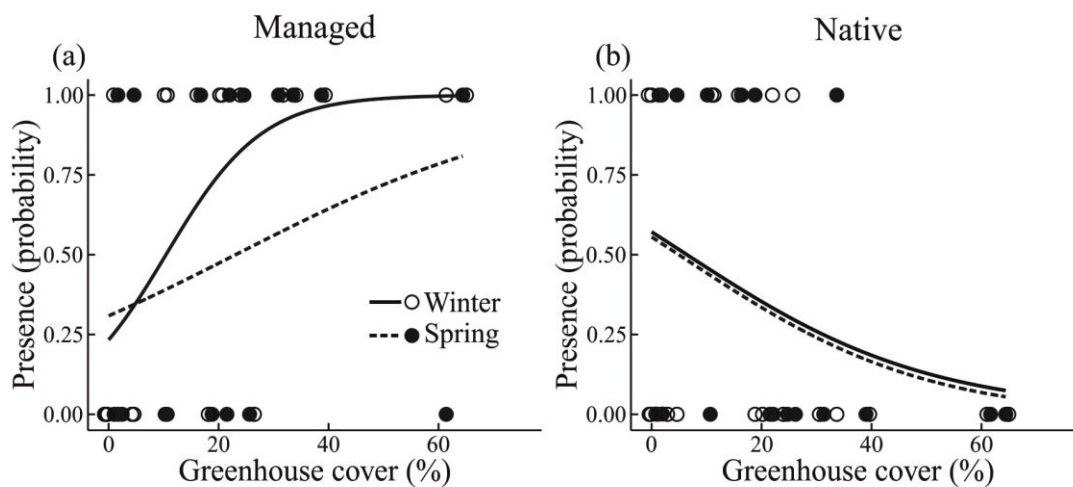 Managed
Native
(a)
(b)
Presence (probability)
1.00
0.75
0.50
0.25
0.00
Winter
Spring
0
20
40
60
Greenhouse cover (%)
Presence (probability)
1.00
0.75
0.50
0.25
0.00
0
20
40
60
Greenhouse cover (%)